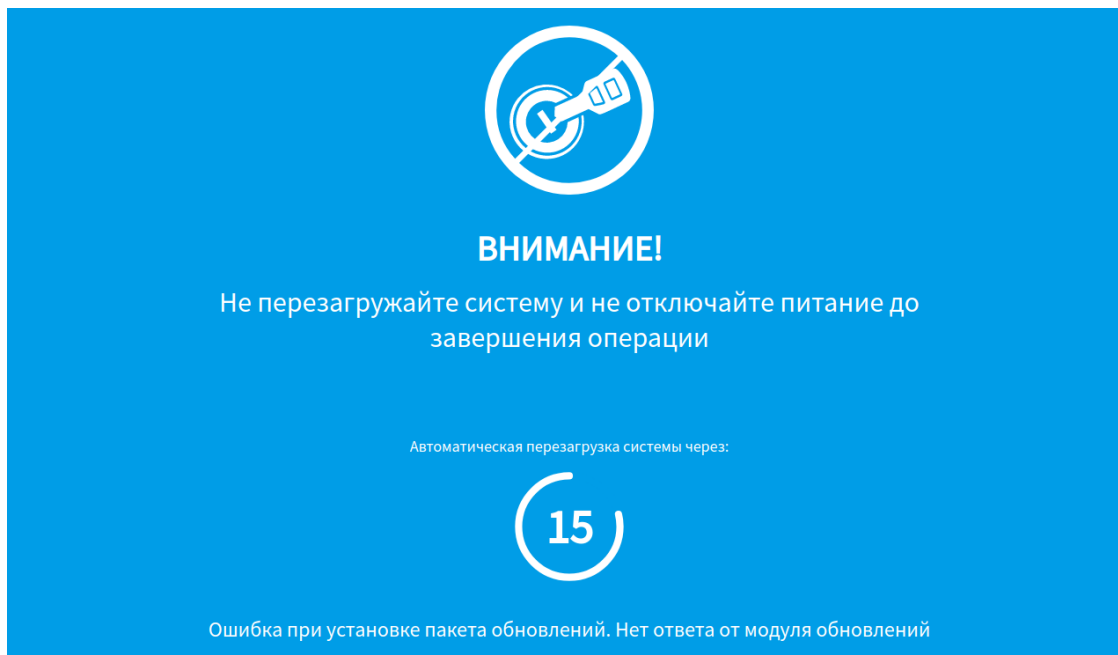 ВНИМАНИЕ!
Не перезагружайте систему и не отключайте питание до
завершения операции
Автоматическая перезагрузка системы через:
15
Ошибка при установке пакета обновлений. Нет ответа от модуля обновлений